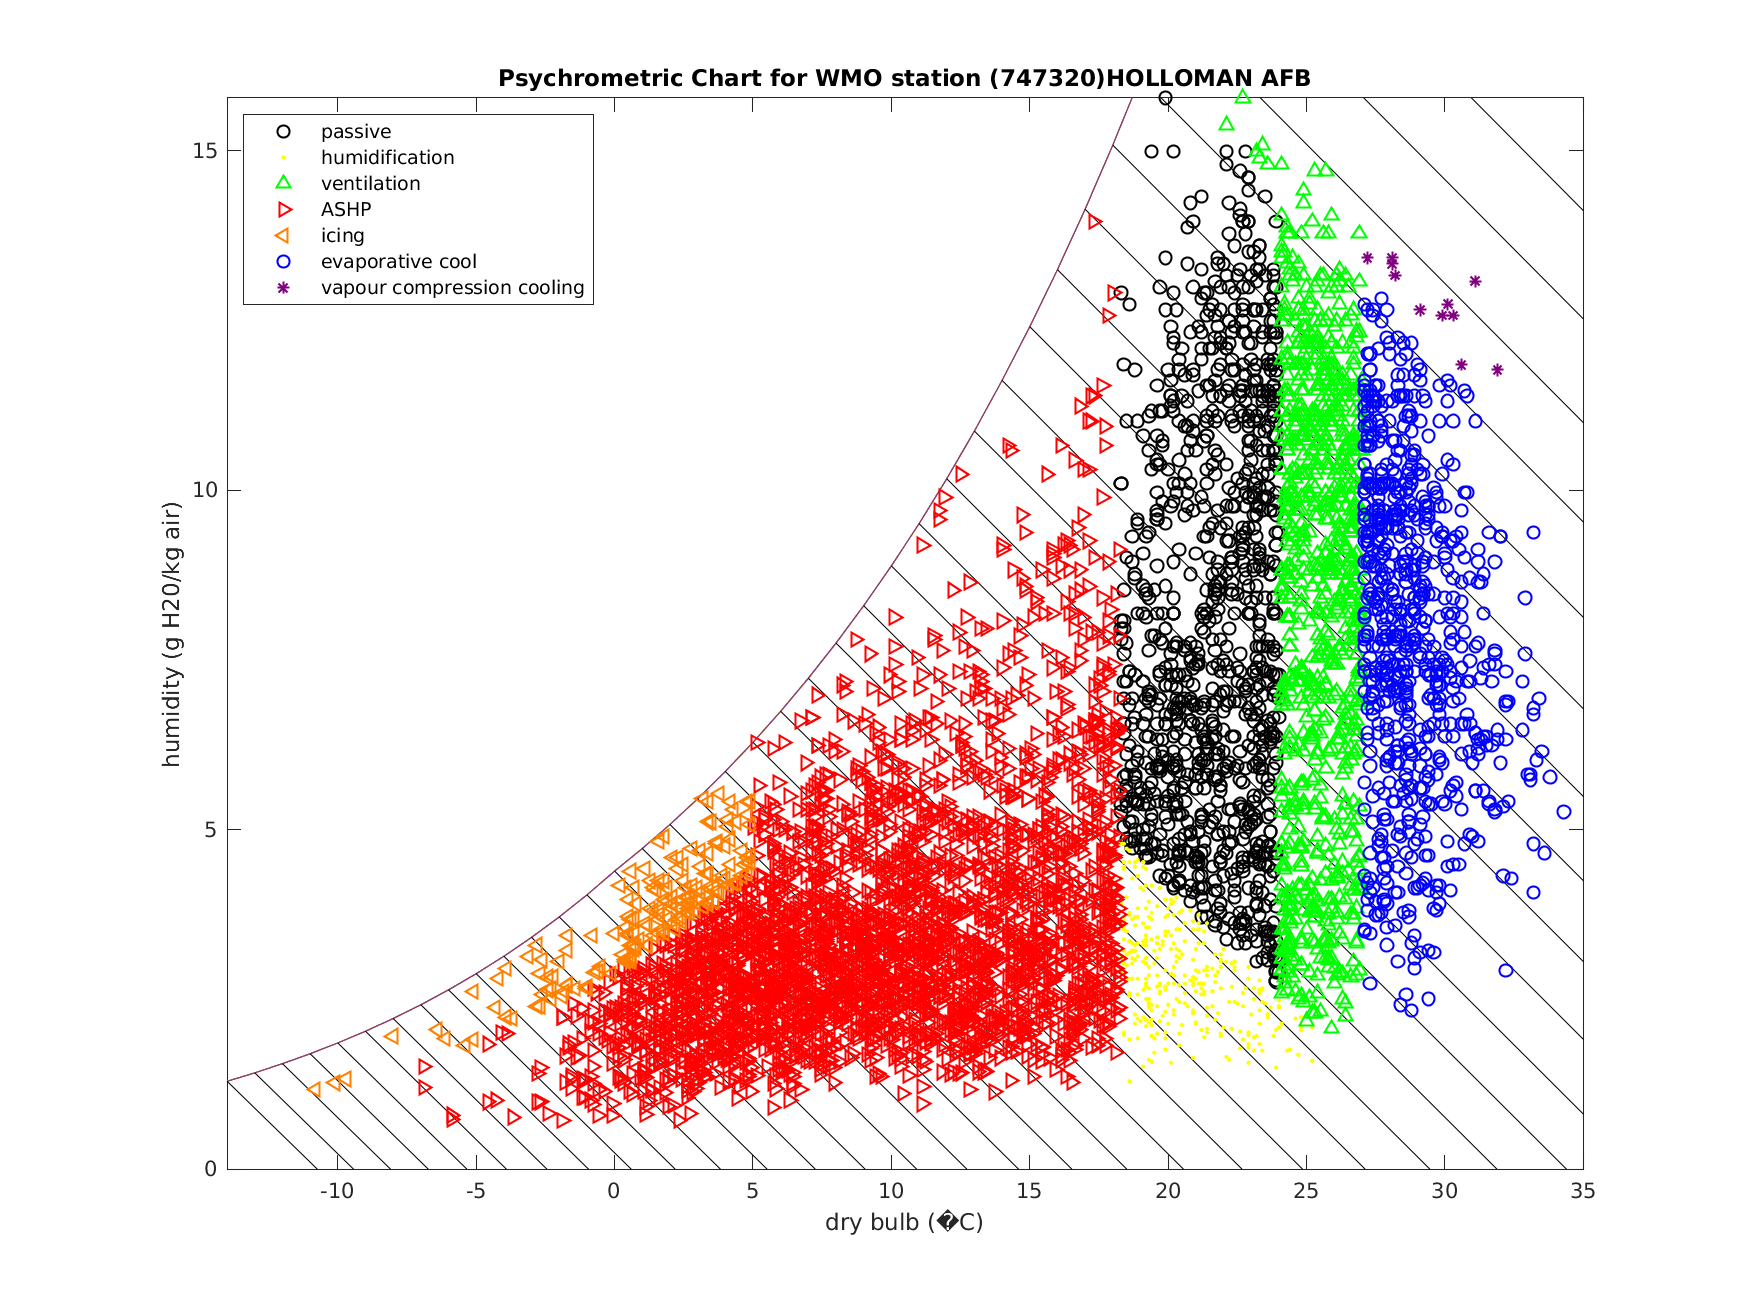 Psychrometric Chart for WMO station (747320)HOLLOMAN AFB
passive
humidification
ventilation
ASHP
icing
evaporative cool
vapour compression cooling
15
10
5
0
humidity (g H20/kg air)
-10 -5 0 5 10 15 20 25 30 35
dry bulb (�C)